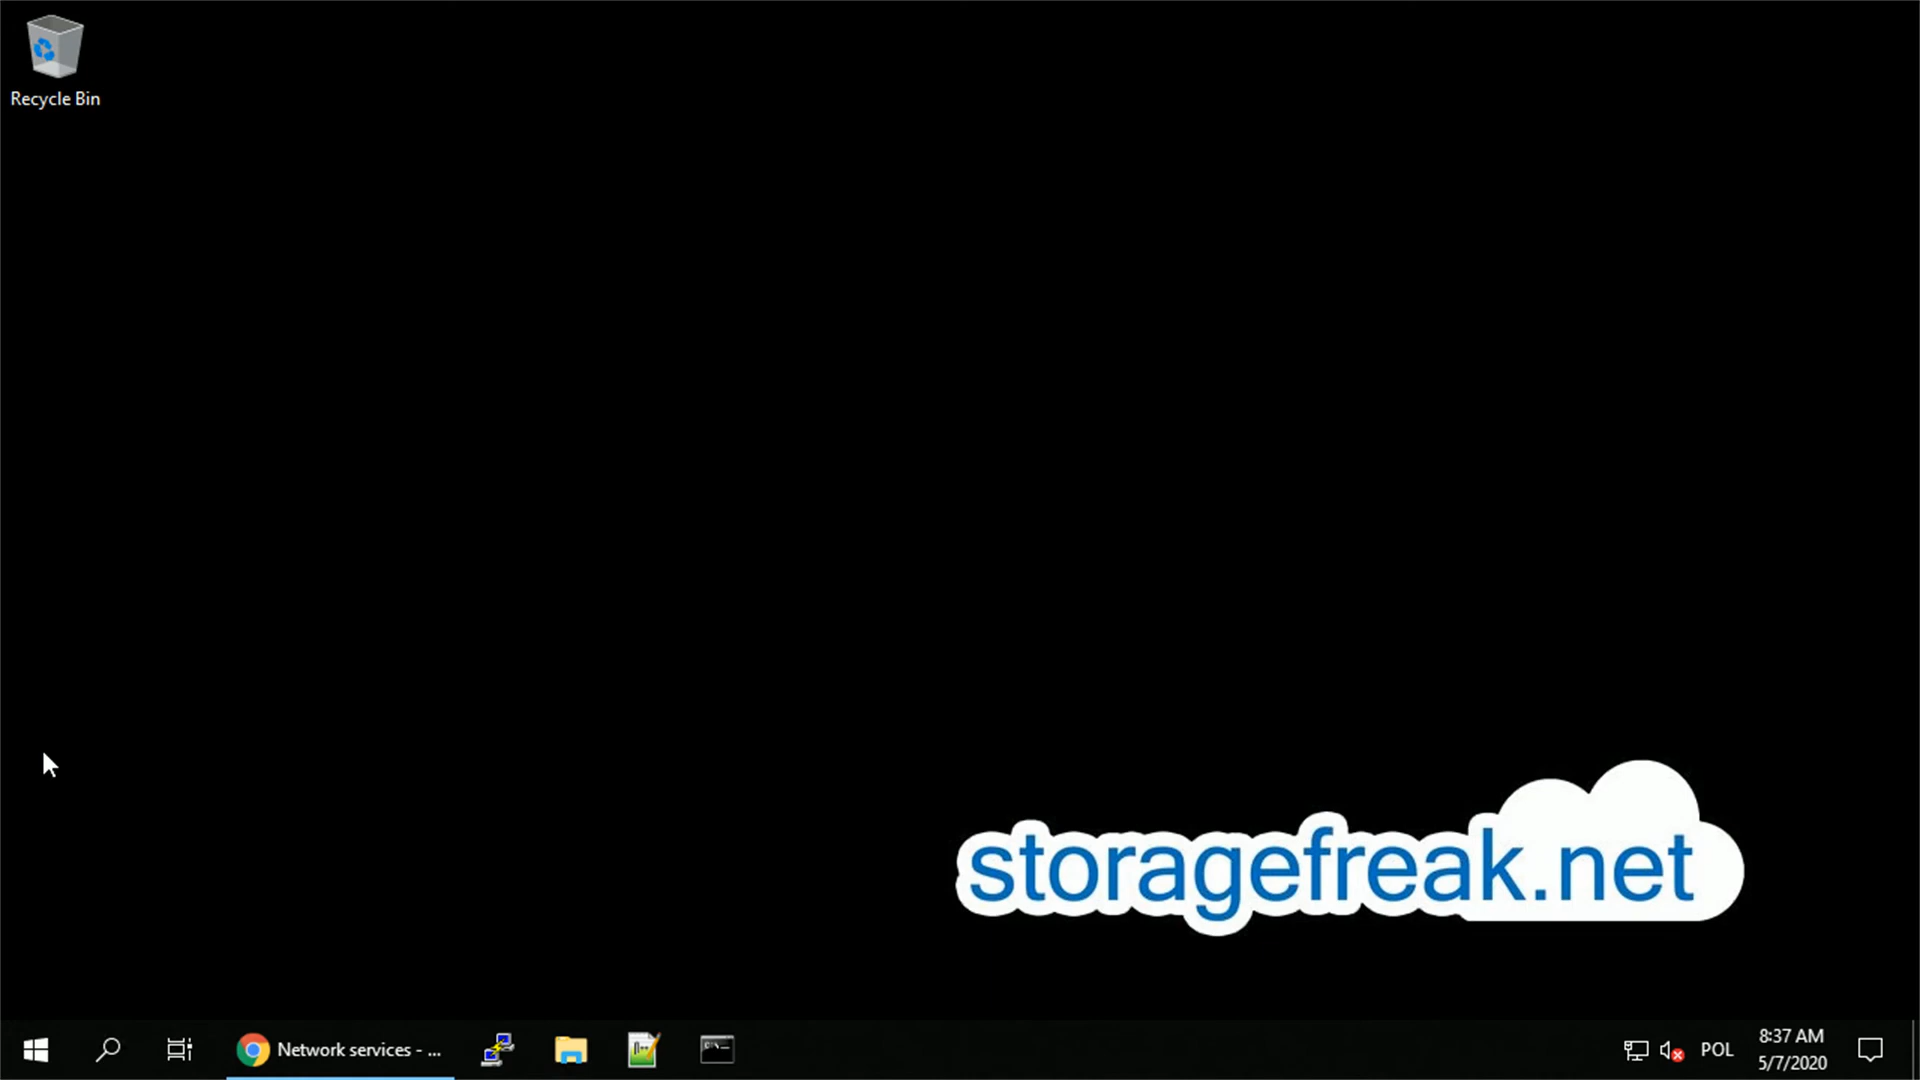 Recycle Bin
storagefreak.net
Network services - ...
POL
8:37 AM
5/7/2020